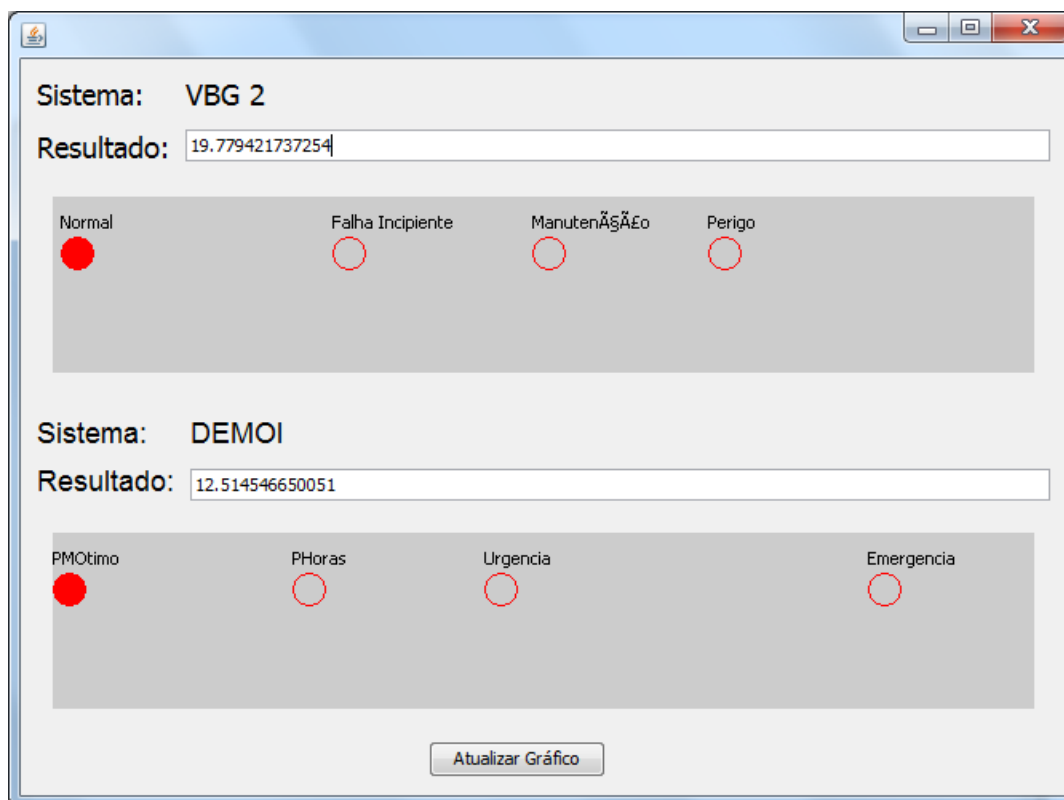 Sistema: VBG 2
Resultado: 19.779421737254
Normal Falha Incipiente ManutenÃ§Ã£o Perigo
Sistema: DEMOI
Resultado: 12.514546650051
PMOtimo PHoras Urgencia Emergencia
Atualizar Gráfico